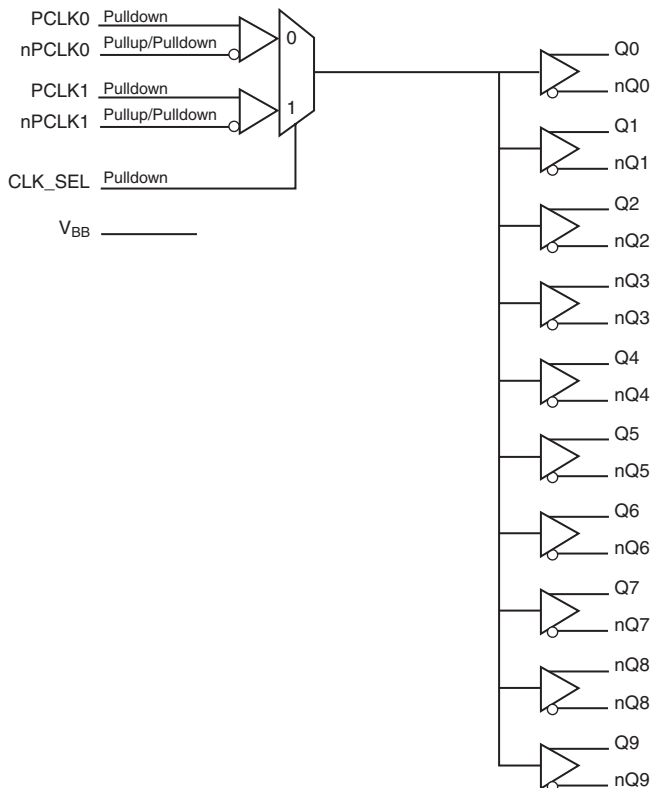 PCLK0 Pulldown
nPCLK0 Pullup/Pulldown
0
PCLK1 Pulldown
nPCLK1 Pullup/Pulldown
1
CLK_SEL Pulldown
VBB
Q0
nQ0
Q1
nQ1
Q2
nQ2
nQ3
nQ3
Q4
nQ4
Q5
nQ5
Q6
nQ6
Q7
nQ7
nQ8
nQ8
Q9
nQ9